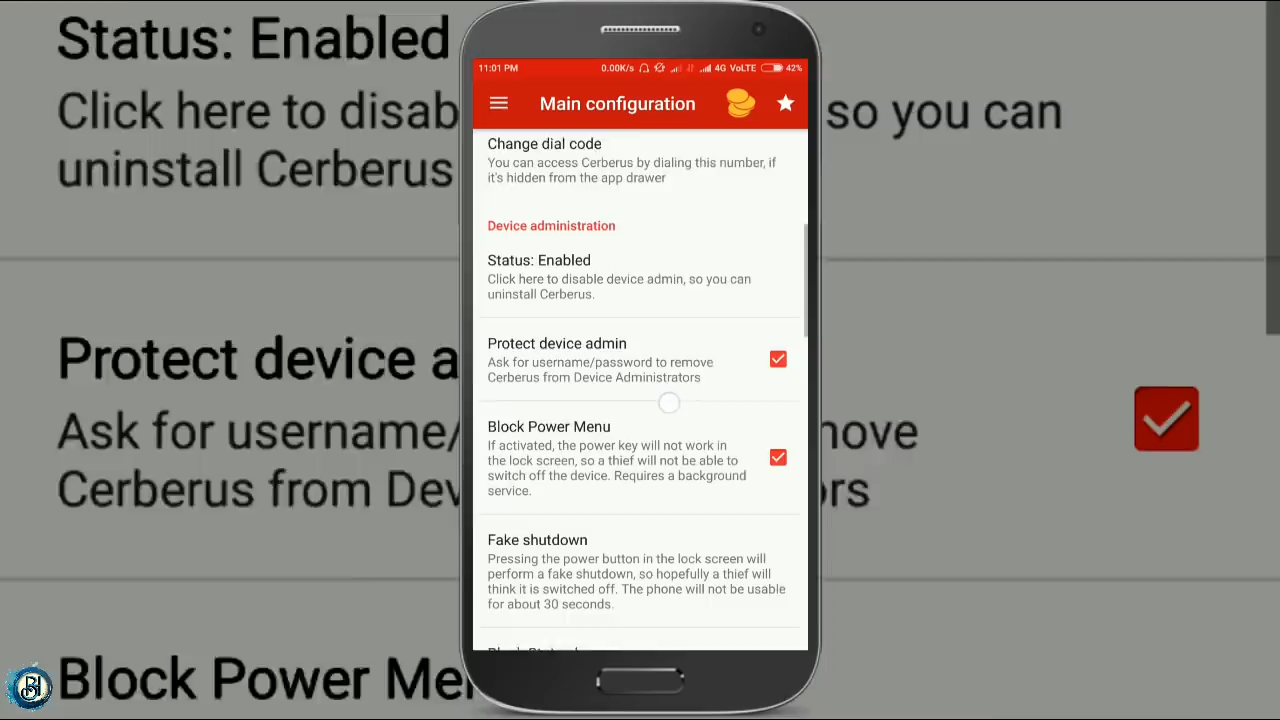 Status: Enabled
Click here to disab
so you can
uninstall Cerberus
Protect device a
Ask for username/
move
Cerberus from Dev
ors
Block Power Me
11:01 PM
0.00K/s
4G VoLTE
42%
Main configuration
Change dial code
You can access Cerberus by dialing this number, if
it's hidden from the app drawer
Device administration
Status: Enabled
Click here to disable device admin, so you can
uninstall Cerberus.
Protect device admin
Ask for username/password to remove
Cerberus from Device Administrators
Block Power Menu
If activated, the power key will not work in
the lock screen, so a thief will not be able to
switch off the device. Requires a background
service.
Fake shutdown
Pressing the power button in the lock screen will
perform a fake shutdown, so hopefully a thief will
think it is switched off. The phone will not be usable
for about 30 seconds.